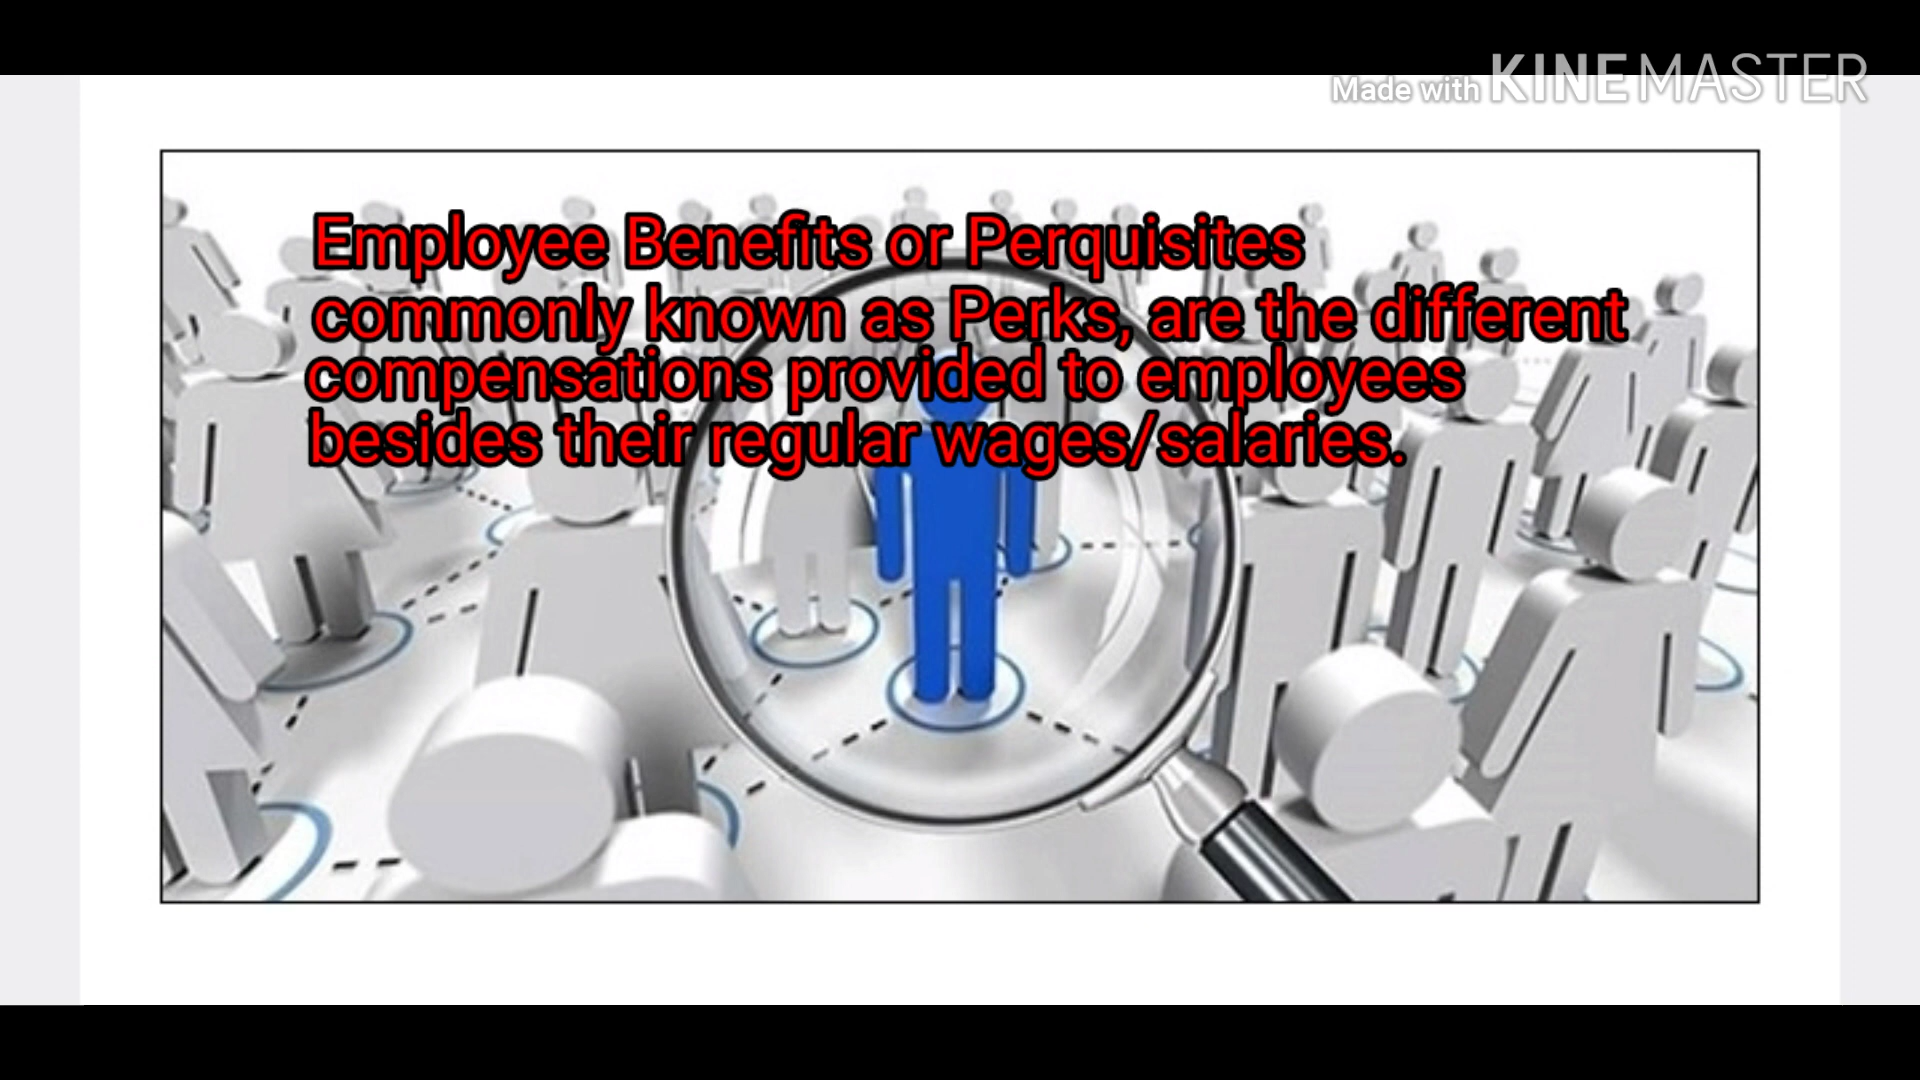 Made with KINEMASTER
Employee Benefits or Perquisites
commonly known as Perks, are the different
compensations provided to employees
besides their regular wages/salaries.